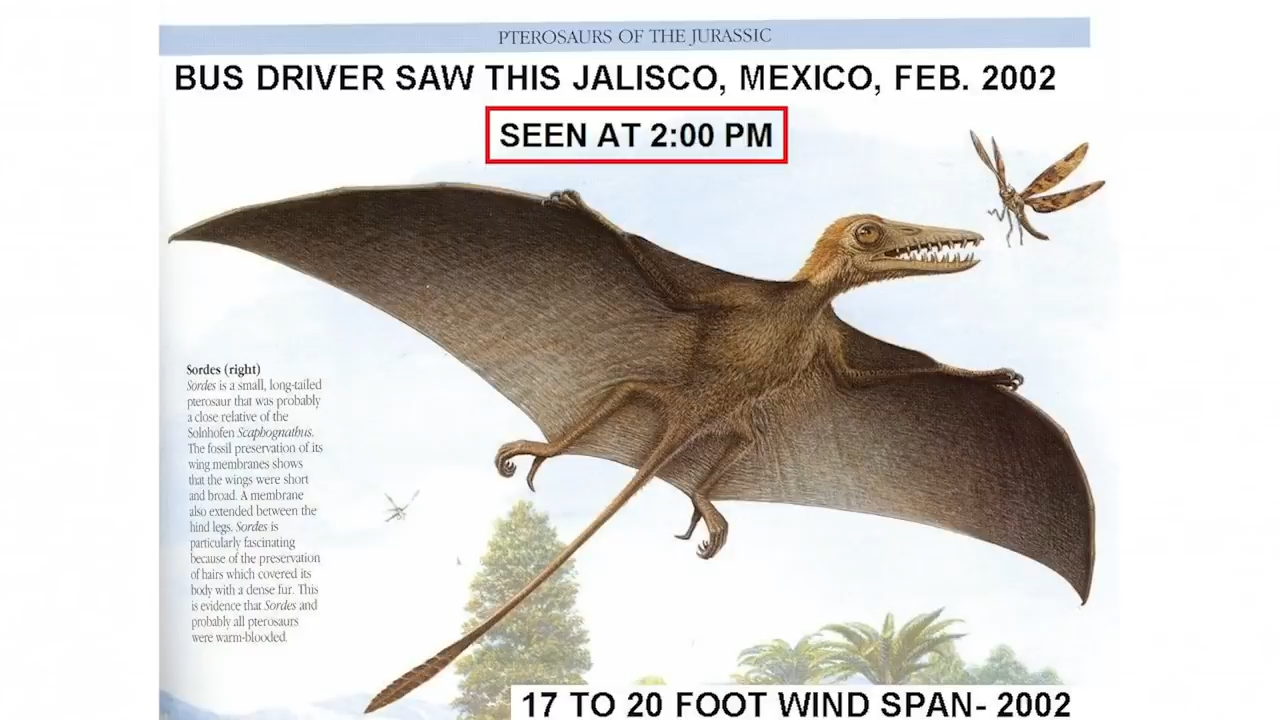 PTEROSAURS OF THE JURASSIC
BUS DRIVER SAW THIS JALISCO, MEXICO, FEB. 2002
SEEN AT 2:00 PM
Sordes (right)
Sordes is a small, long-tailed
pterosaur that was probably
a close relative of the
Solnhofen Scaphognathus.
The fossil preservation of its
wing membranes shows
that the wings were short
and broad. A membrane
also extended between the
hind legs. Sordes is
particularly fascinating
because of the preservation
of hairs which covered its
body with a dense fur. This
is evidence that Sordes and
probably all pterosaurs
were warm-blooded.
17 TO 20 FOOT WIND SPAN- 2002